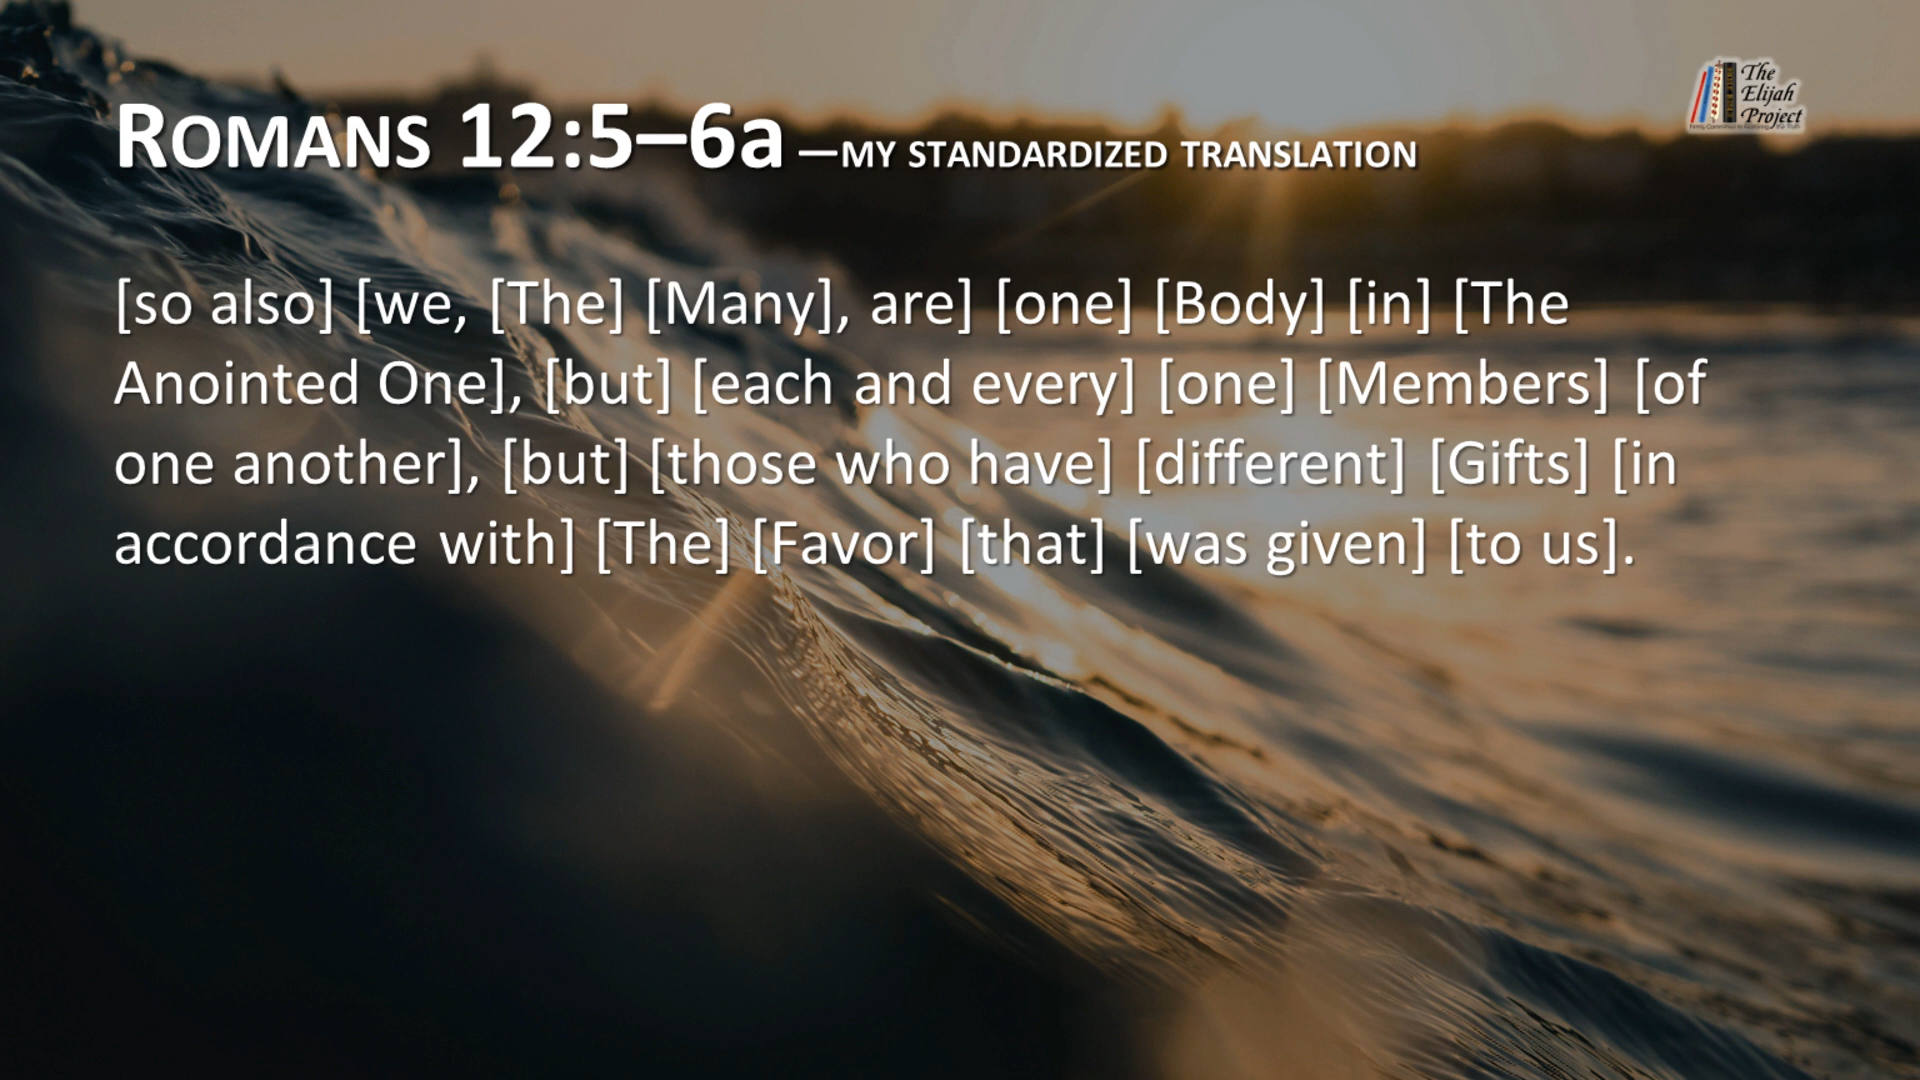 The
Elijah
Project
ROMANS 12:5–6a —MY STANDARDIZED TRANSLATION
[so also] [we, [The] [Many], are] [one] [Body] [in] [The
Anointed One], [but] [each and every] [one] [Members] [of
one another], [but] [those who have] [different] [Gifts] [in
accordance with] [The] [Favor] [that] [was given] [to us].